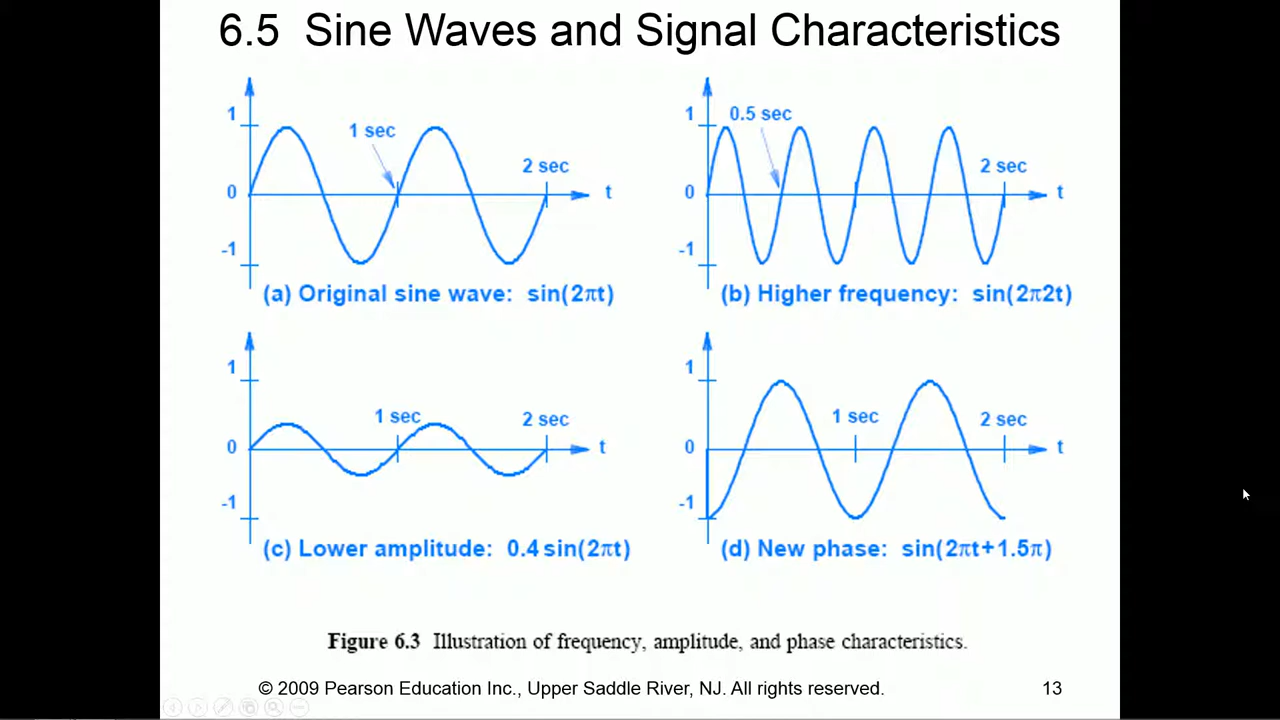 6.5 Sine Waves and Signal Characteristics
1
1 sec
2 sec
0
t
-1
(a) Original sine wave: sin(2πt)
1
0.5 sec
2 sec
0
t
-1
(b) Higher frequency: sin(2π2t)
1
1 sec
2 sec
0
t
-1
(c) Lower amplitude: 0.4 sin(2πt)
1
1 sec
2 sec
0
t
-1
(d) New phase: sin(2πt+1.5π)
Figure 6.3 Illustration of frequency, amplitude, and phase characteristics.
© 2009 Pearson Education Inc., Upper Saddle River, NJ. All rights reserved.
13